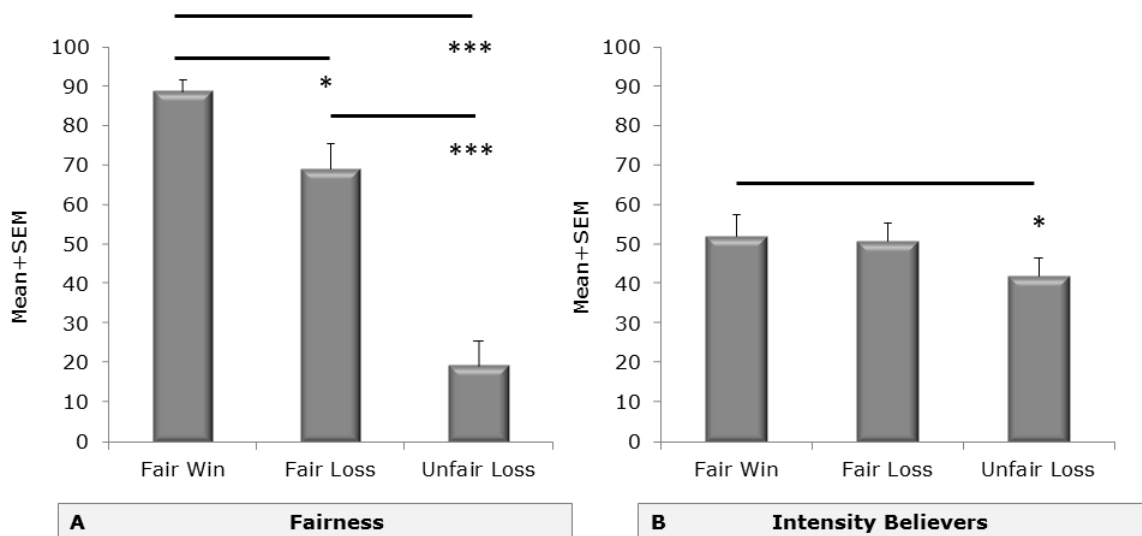 ***
100
90
80
70
60
50
40
30
20
10
0
Mean+SEM
*
***
Fair Win
Fair Loss
Unfair Loss
A Fairness
100
90
80
70
60
50
40
30
20
10
0
Mean+SEM
*
Fair Win
Fair Loss
Unfair Loss
B Intensity Believers